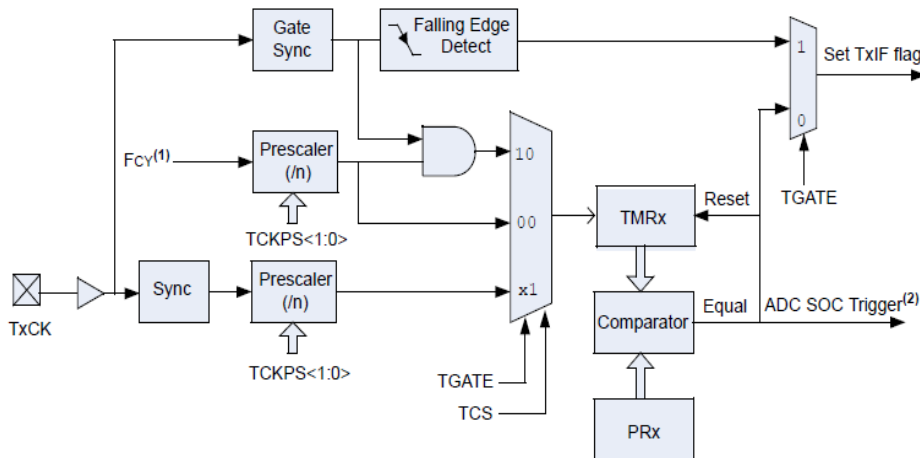 Gate
Sync
Falling Edge
Detect
1
Set TxIF flag
0
TGATE
FCY(1)
Prescaler
(/n)
TCKPS<1:0>
10
00
x1
TMRx
Reset
TxCK
Sync
Prescaler
(/n)
TCKPS<1:0>
Comparator
Equal
ADC SOC Trigger(2)
TGATE
TCS
PRx